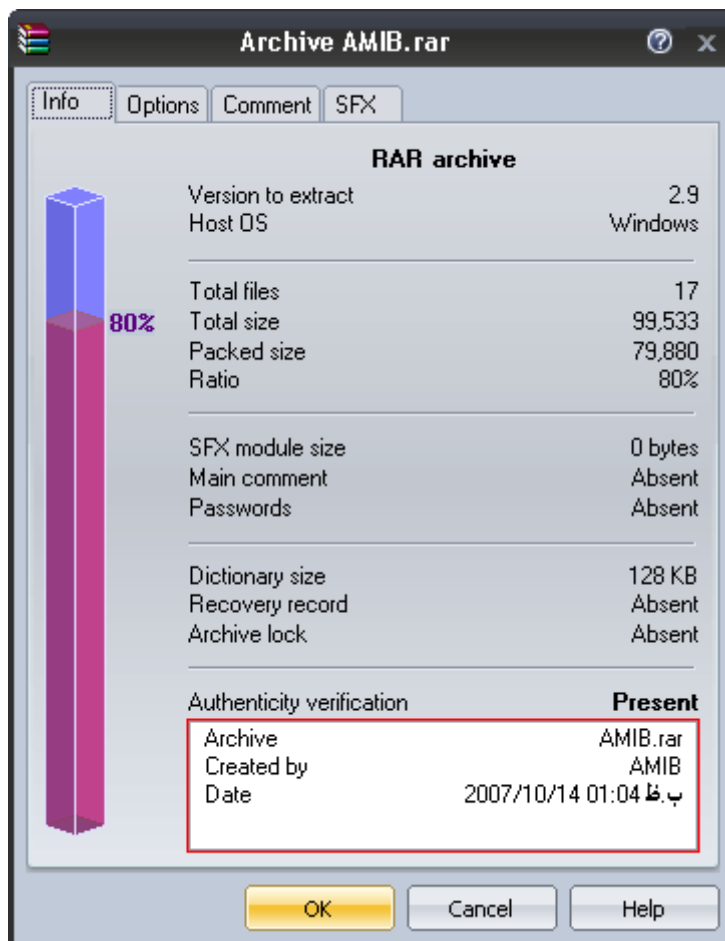 Archive AMIB.rar
Info Options Comment SFX
RAR archive
Version to extract 2.9
Host OS Windows
Total files 17
80% Total size 99,533
Packed size 79,880
Ratio 80%
SFX module size 0 bytes
Main comment Absent
Passwords Absent
Dictionary size 128 KB
Recovery record Absent
Archive lock Absent
Authenticity verification Present
Archive AMIB.rar
Created by AMIB
Date 2007/10/14 01:04 ب.ظ
OK Cancel Help